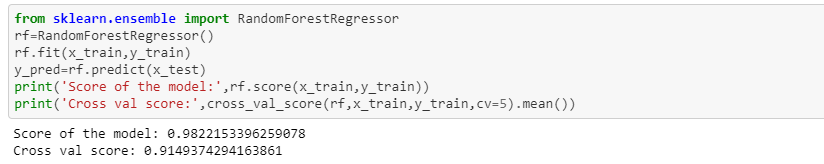 from sklearn.ensemble import RandomForestRegressor
rf=RandomForestRegressor()
rf.fit(x_train,y_train)
y_pred=rf.predict(x_test)
print('Score of the model:',rf.score(x_train,y_train))
print('Cross val score:',cross_val_score(rf,x_train,y_train,cv=5).mean())
Score of the model: 0.9822153396259078
Cross val score: 0.9149374294163861